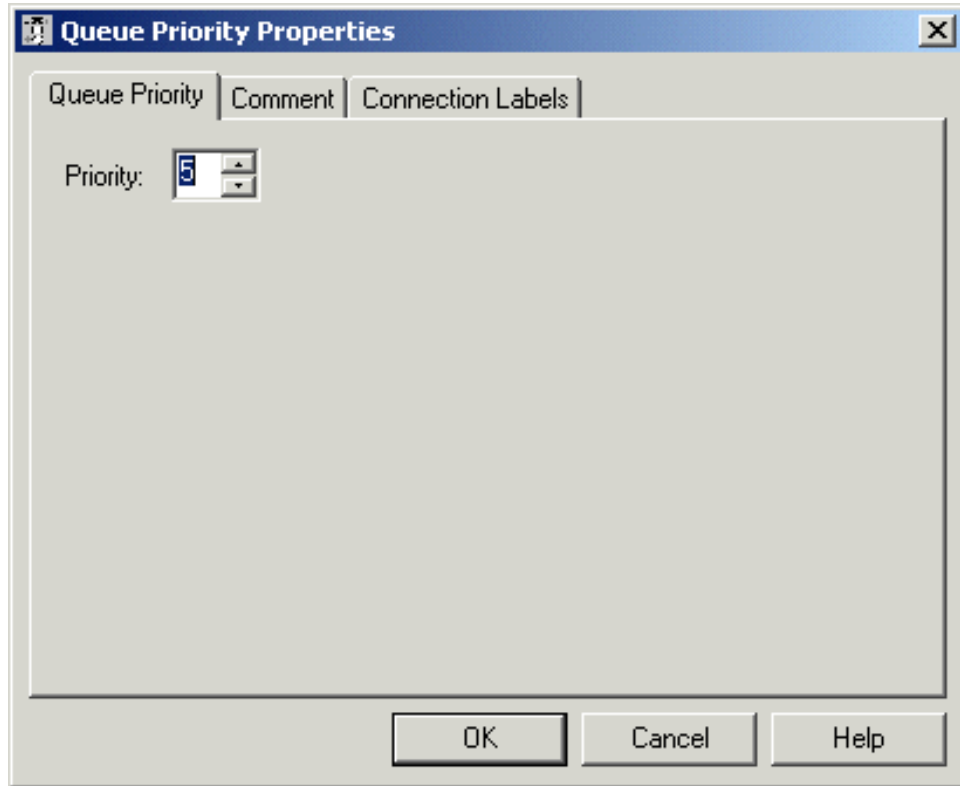 Queue Priority Properties
Queue Priority Comment Connection Labels
Priority: 5
OK Cancel Help